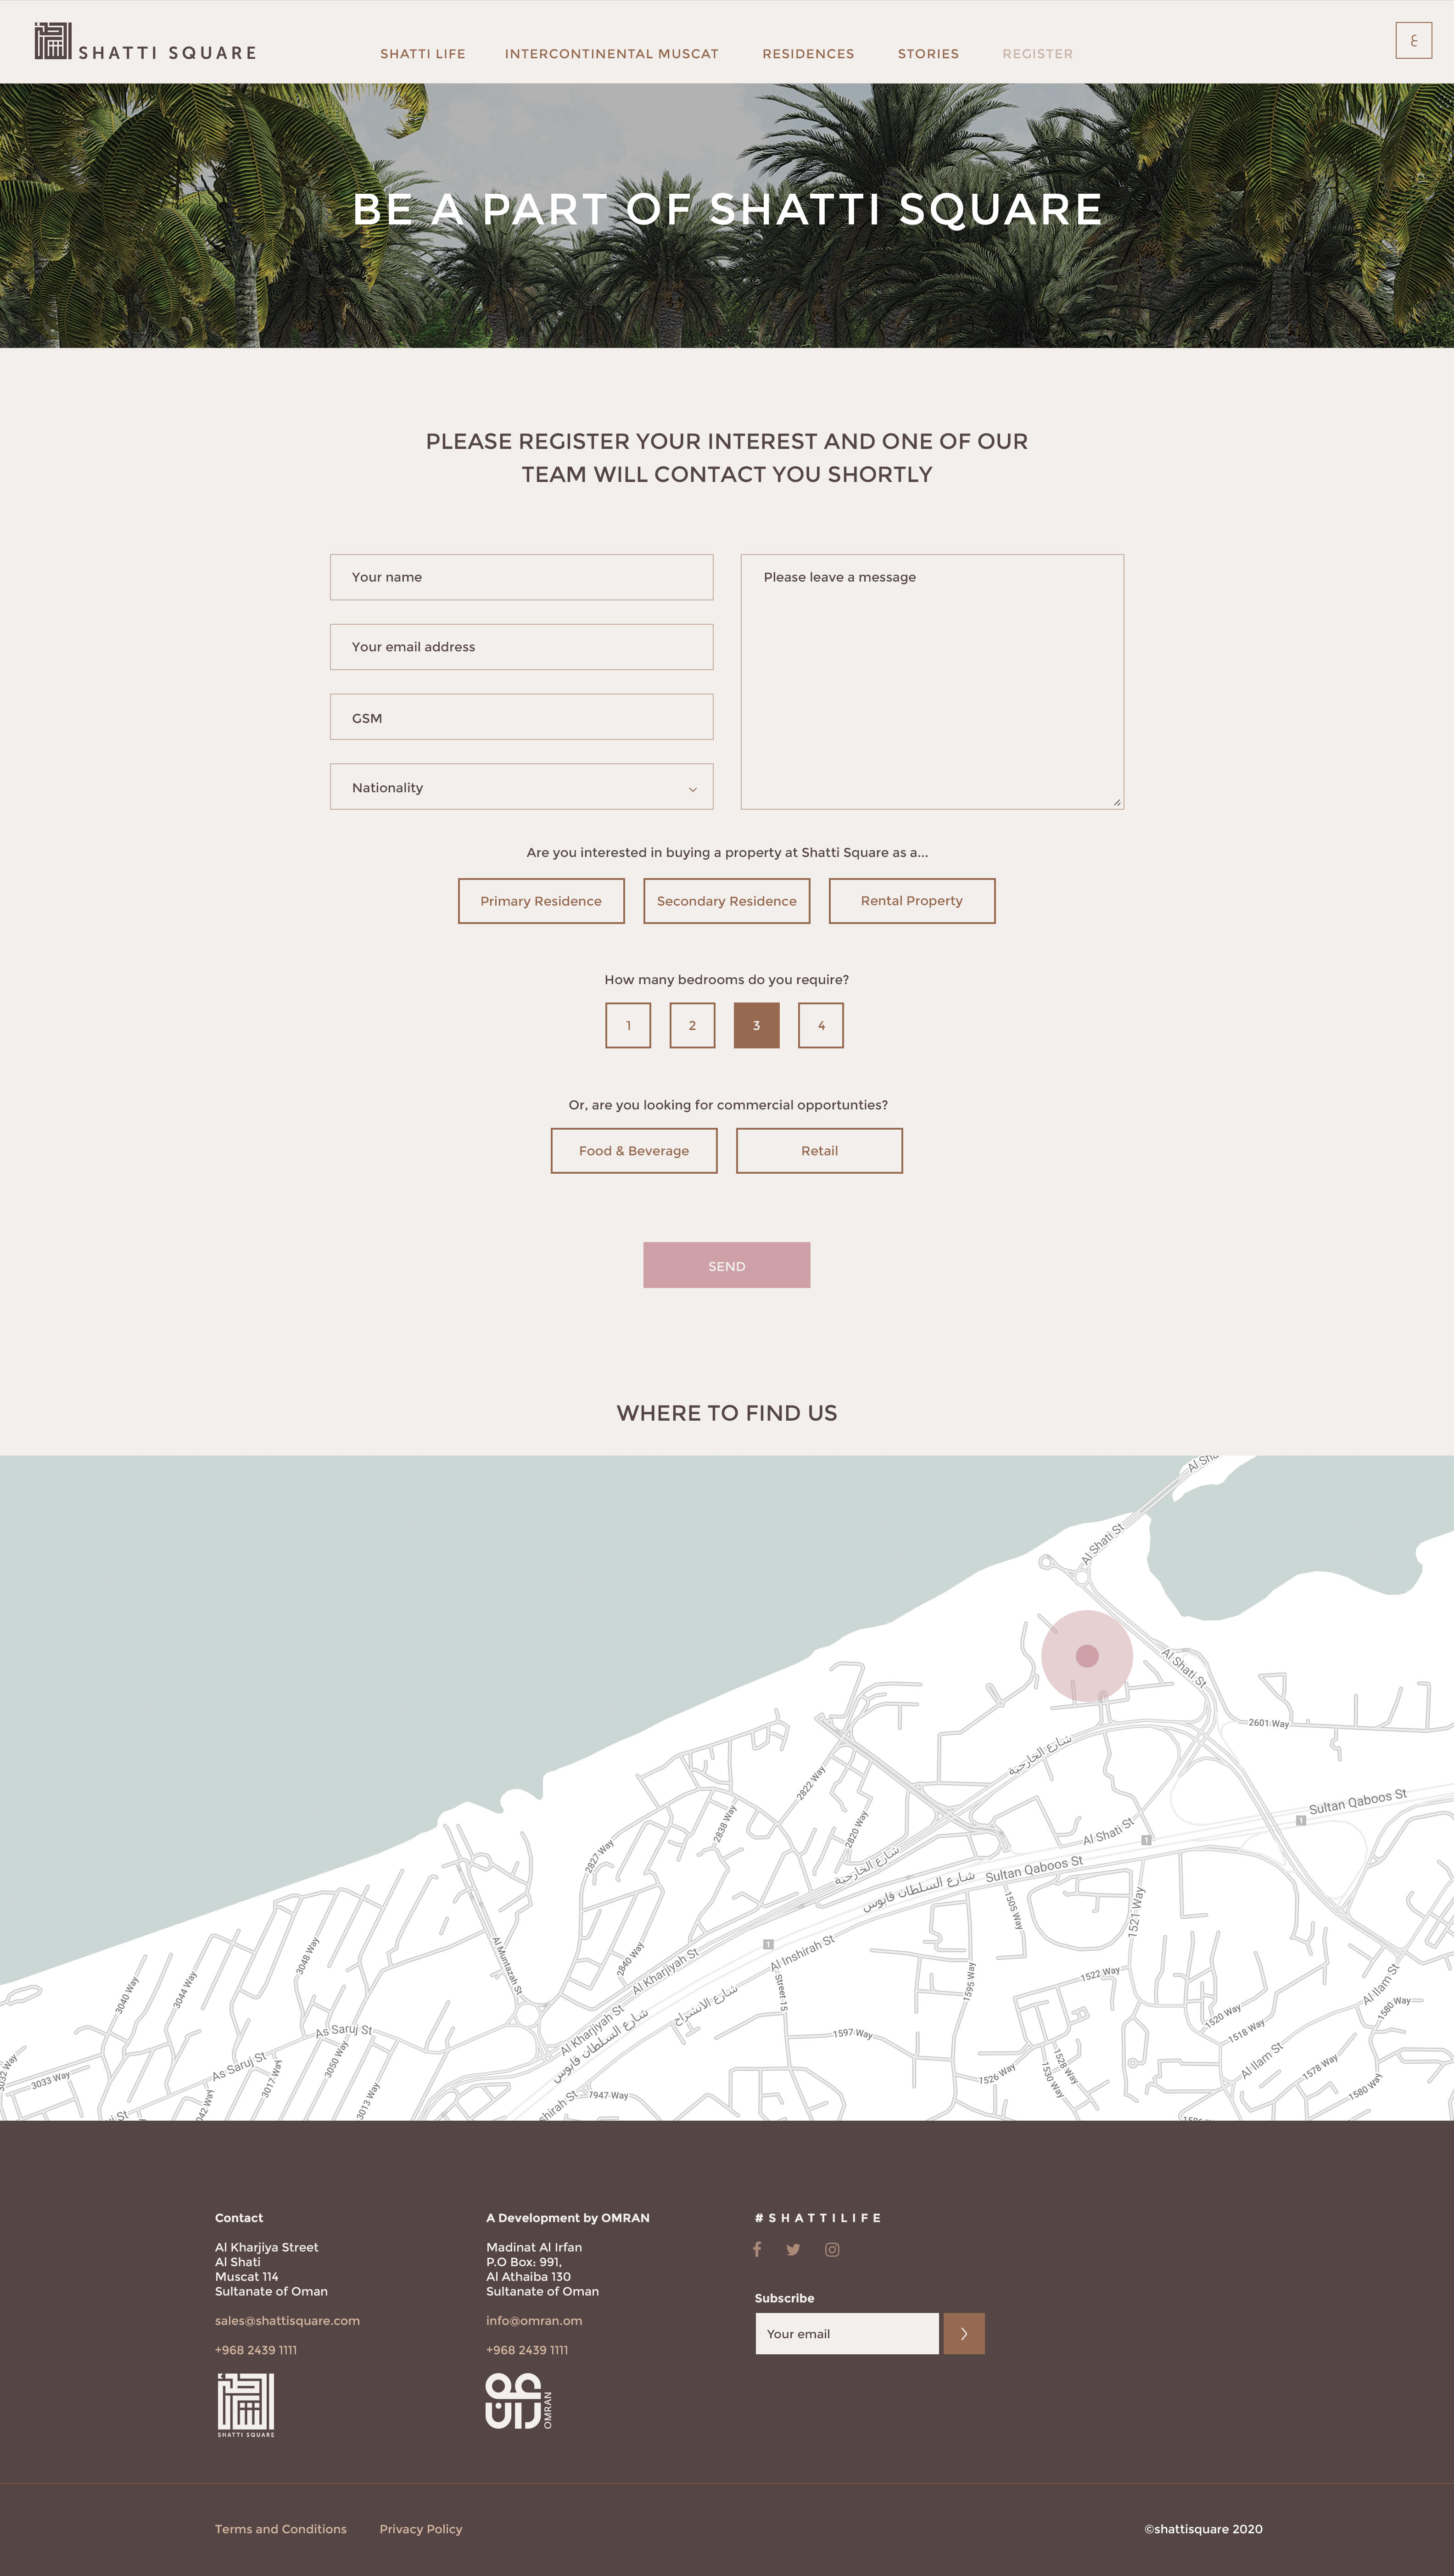 SHATTI SQUARE
SHATTI LIFE
INTERCONTINENTAL MUSCAT
RESIDENCES
STORIES
REGISTER
ع
BE A PART OF SHATTI SQUARE
PLEASE REGISTER YOUR INTEREST AND ONE OF OUR
TEAM WILL CONTACT YOU SHORTLY
Your name
Please leave a message
Your email address
GSM
Nationality
Are you interested in buying a property at Shatti Square as a...
Primary Residence
Secondary Residence
Rental Property
How many bedrooms do you require?
1
2
3
4
Or, are you looking for commercial opportunties?
Food & Beverage
Retail
SEND
WHERE TO FIND US
Al Shati St
Al Shati St
2601 Way
شارع الخارجية
2822 Way
Sultan Qaboos St
1
2838 Way
2820 Way
Al Shati St
1
2827 Way
شارع الخارجية
Sultan Qaboos St
شارع السلطان قابوس
1505 Way
1521 Way
3048 Way
Al Muntazah St
2840 Way
1
Al Inshirah St
Al Kharjiyah St
Street 15
1595 Way
1522 Way
Al Ilam St
3040 Way
3044 Way
1580 Way
شارع الانشراح
1520 Way
As Saruj St
Al Kharjiyah St
شارع السلطان قابوس
1597 Way
1518 Way
3032 Way
3033 Way
As Saruj St
3017 Way
3050 Way
1526 Way
1528 Way
1530 Way
Al Ilam St
1578 Way
1580 Way
3013 Way
7947 Way
Contact
Al Kharjiya Street
Al Shati
Muscat 114
Sultanate of Oman
sales@shattisquare.com
+968 2439 1111
SHATTI SQUARE
A Development by OMRAN
Madinat Al Irfan
P.O Box: 991,
Al Athaiba 130
Sultanate of Oman
info@omran.om
+968 2439 1111
عمران
OMRAN
#SHATTILIFE
Subscribe
Your email
Terms and Conditions
Privacy Policy
©shattisquare 2020